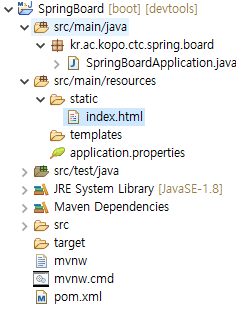 SpringBoard [boot] [devtools]
src/main/java
kr.ac.kopo.ctc.spring.board
SpringBoardApplication.java
src/main/resources
static
index.html
templates
application.properties
src/test/java
JRE System Library [JavaSE-1.8]
Maven Dependencies
src
target
mvnw
mvnw.cmd
pom.xml